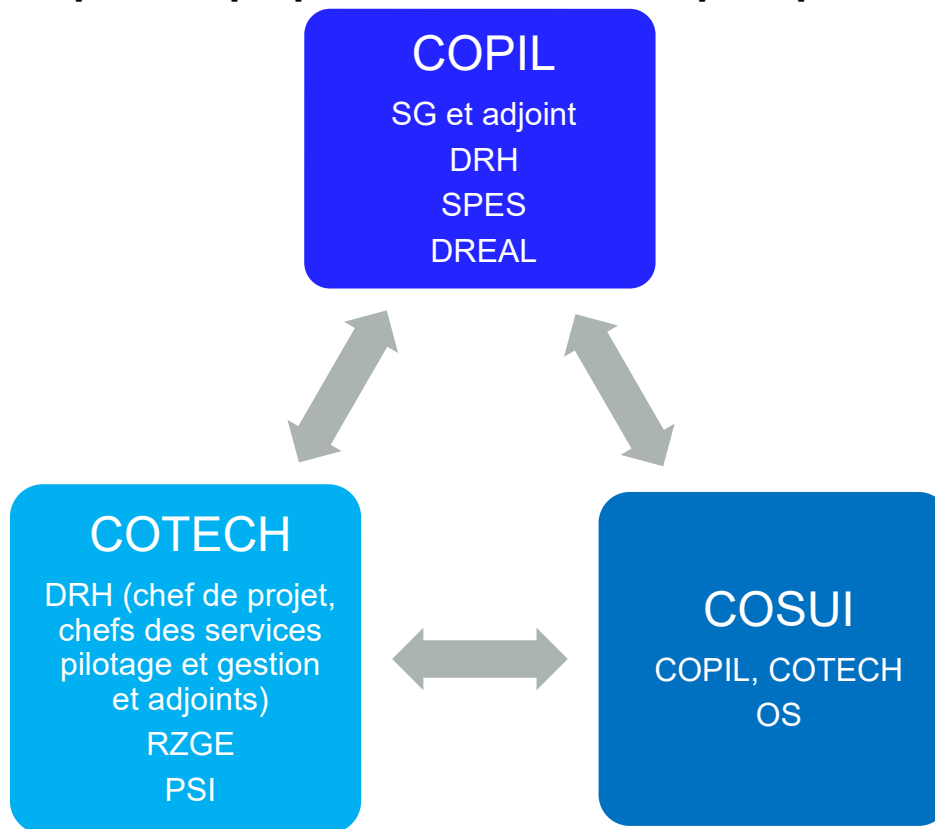 COPIL
SG et adjoint
DRH
SPES
DREAL
COTECH
DRH (chef de projet,
chefs des services
pilotage et gestion
et adjoints)
RZGE
PSI
COSUI
COPIL, COTECH
OS